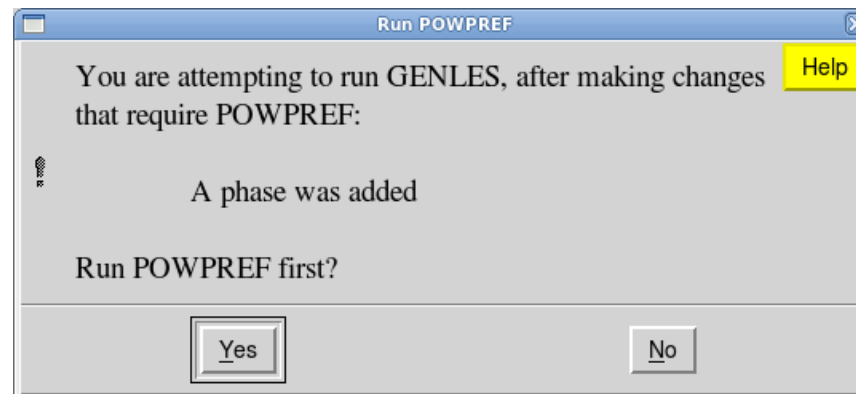 Run POWPREF
Help
You are attempting to run GENLES, after making changes
that require POWPREF:
A phase was added
Run POWPREF first?
Yes
No